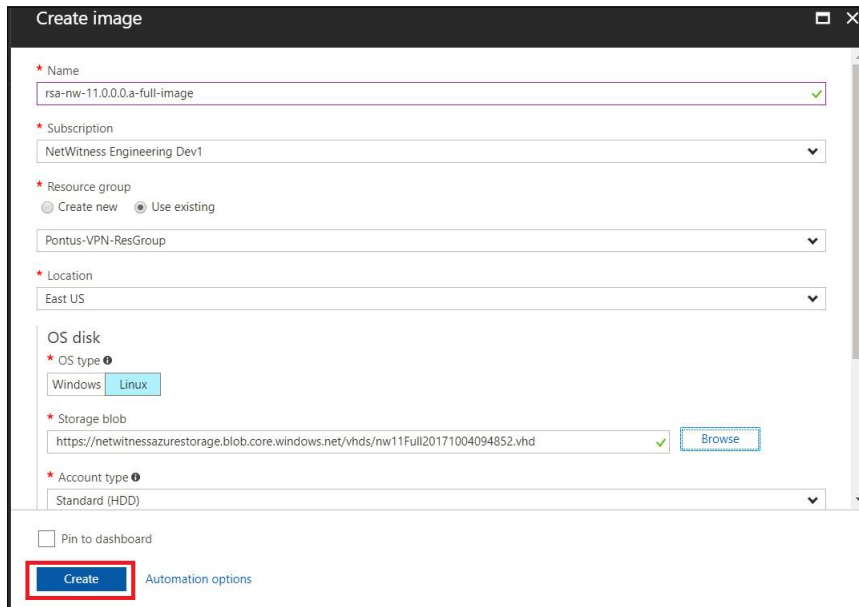 Create image
* Name
rsa-nw-11.0.0.0.a-full-image
* Subscription
NetWitness Engineering Dev1
* Resource group
Create new Use existing
Pontus-VPN-ResGroup
* Location
East US
OS disk
* OS type
Windows Linux
* Storage blob
https://netwitnessazurestorage.blob.core.windows.net/vhds/nw11Full20171004094852.vhd Browse
* Account type
Standard (HDD)
Pin to dashboard
Create Automation options